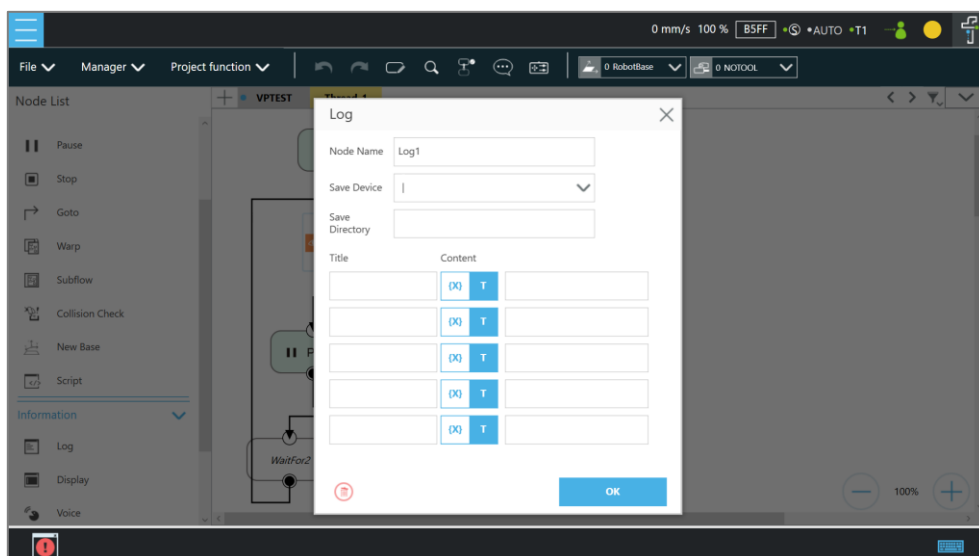 0 mm/s 100 % B5FF •Ⓢ •AUTO •T1
File Manager Project function 0 RobotBase 0 NOTOOL
Node List
VPTEST
Pause
Stop
Goto
Warp
Subflow
Collision Check
New Base
Script
Information
Log
Display
Voice
WaitFor2
Log
Node Name Log1
Save Device
Save
Directory
Title Content
{X} T
{X} T
{X} T
{X} T
{X} T
OK
100%